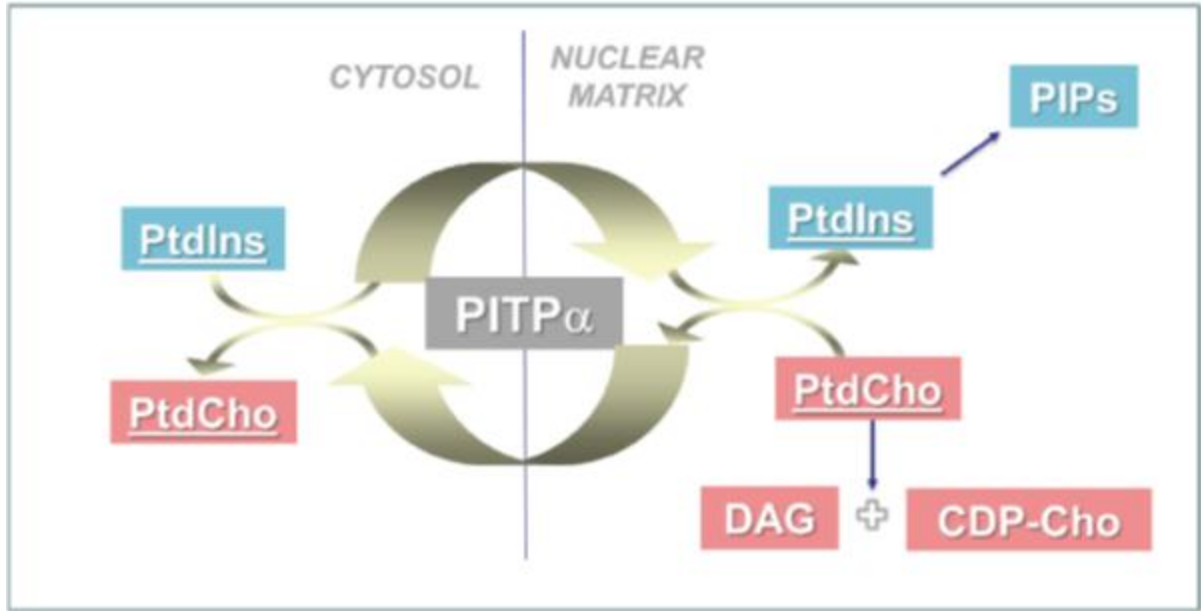 CYTOSOL
NUCLEAR
MATRIX
PIPs
PtdIns
PtdIns
PITPα
PtdCho
PtdCho
DAG + CDP-Cho